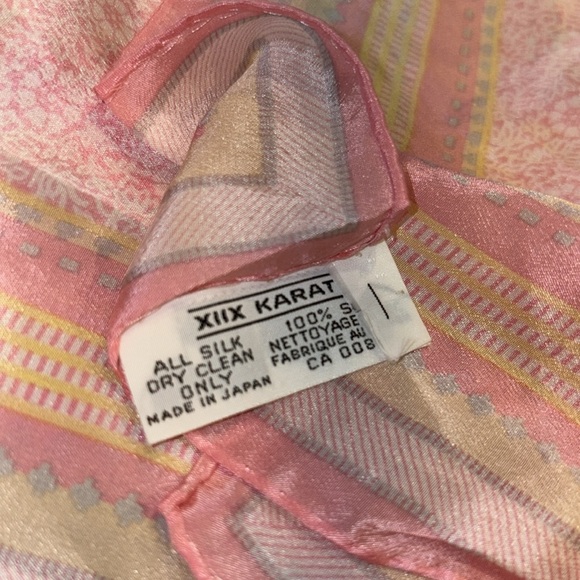 XIIX KARAT
ALL SILK
DRY CLEAN
ONLY
MADE IN JAPAN
100% S
NETTOYAGE
FABRIQUE AU
CA 008